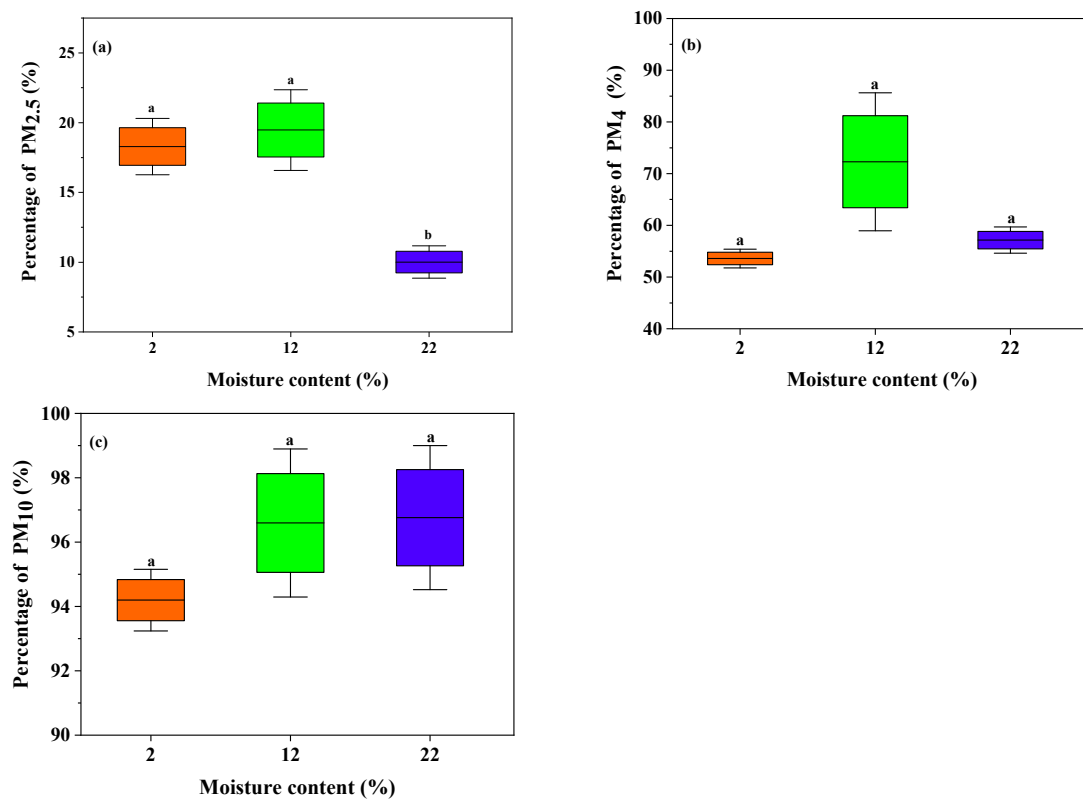 (a)
Percentage of PM2.5 (%)
25
20
15
10
5
a
a
b
2
12
22
Moisture content (%)
(b)
Percentage of PM4 (%)
100
90
80
70
60
50
40
a
a
a
2
12
22
Moisture content (%)
(c)
Percentage of PM10 (%)
100
98
96
94
92
90
a
a
a
2
12
22
Moisture content (%)